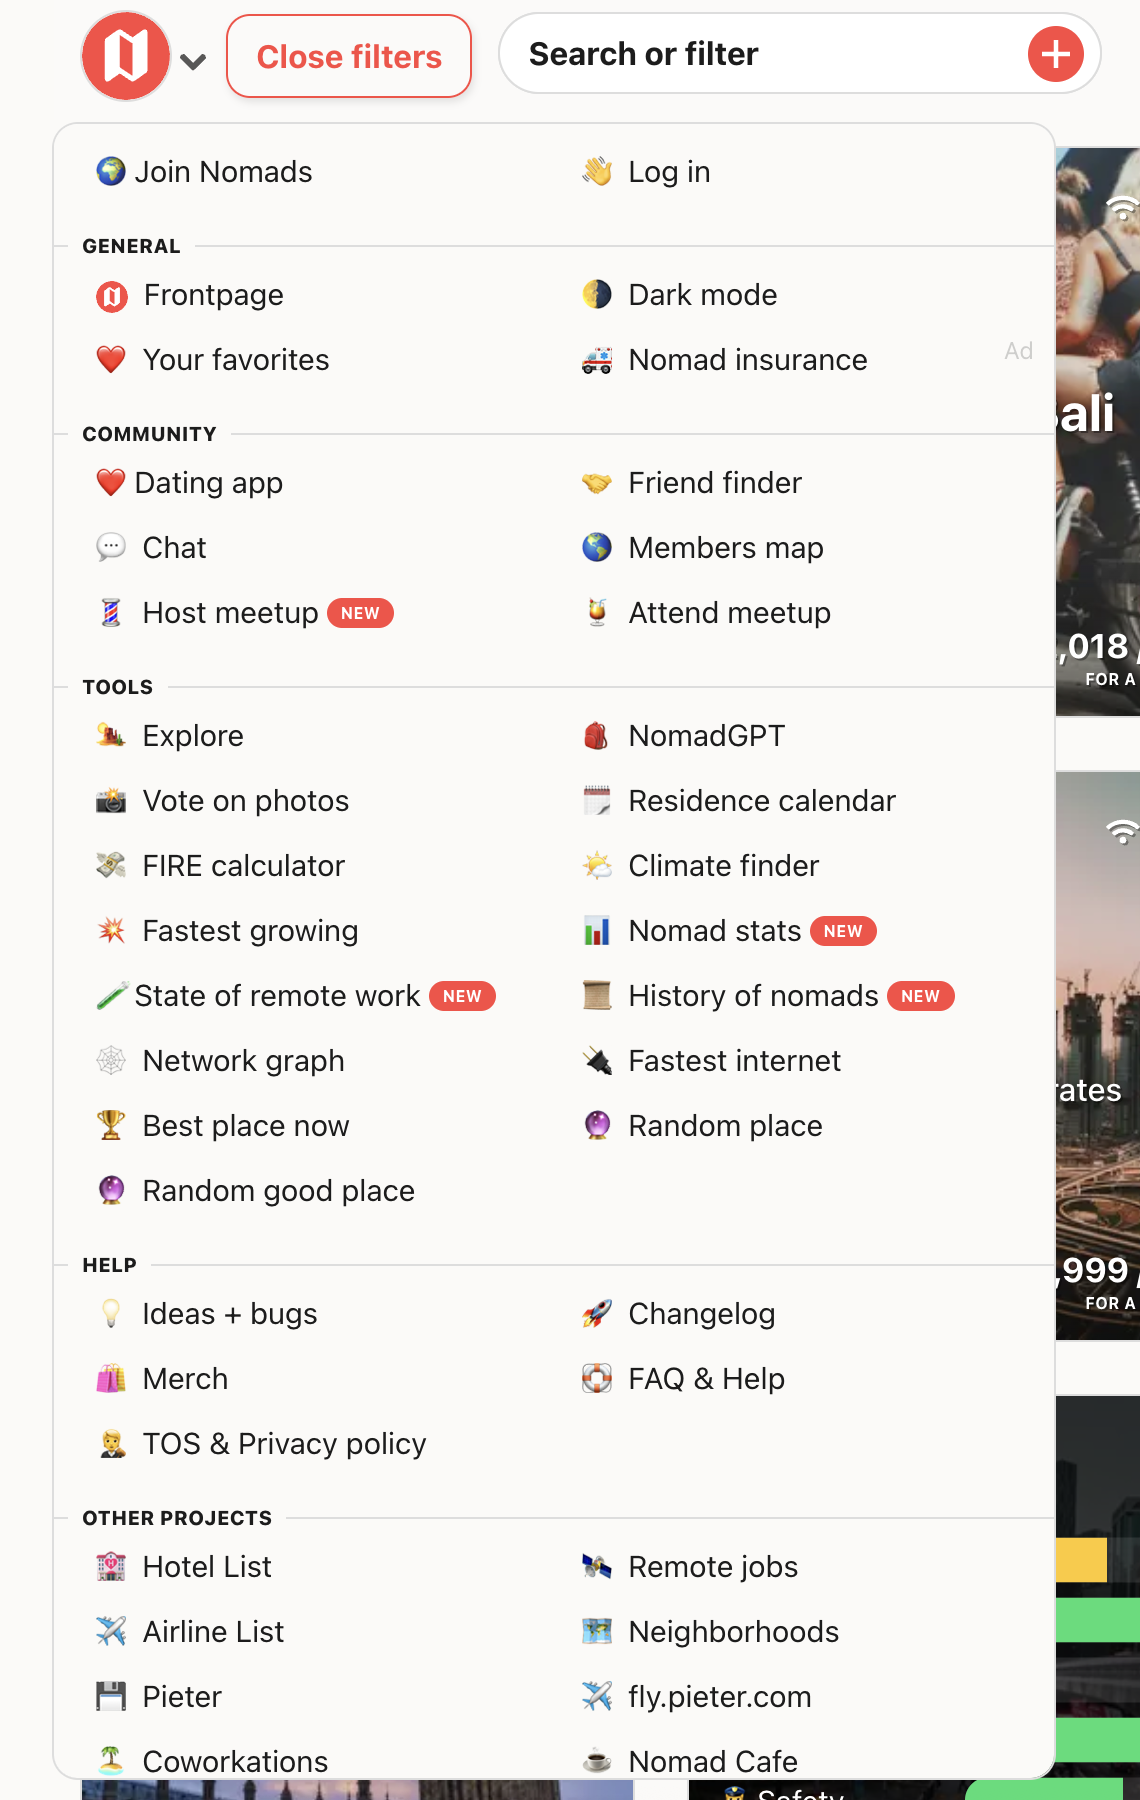 Close filters
Search or filter
Join Nomads
Log in
GENERAL
Frontpage
Dark mode
Your favorites
Nomad insurance
Ad
COMMUNITY
Dating app
Friend finder
Chat
Members map
Host meetup NEW
Attend meetup
TOOLS
Explore
NomadGPT
Vote on photos
Residence calendar
FIRE calculator
Climate finder
Fastest growing
Nomad stats NEW
State of remote work NEW
History of nomads NEW
Network graph
Fastest internet
Best place now
Random place
Random good place
HELP
Ideas + bugs
Changelog
Merch
FAQ & Help
TOS & Privacy policy
OTHER PROJECTS
Hotel List
Remote jobs
Airline List
Neighborhoods
Pieter
fly.pieter.com
Coworkations
Nomad Cafe
ali
,018 /
FOR A
rates
,999 /
FOR A
Safety